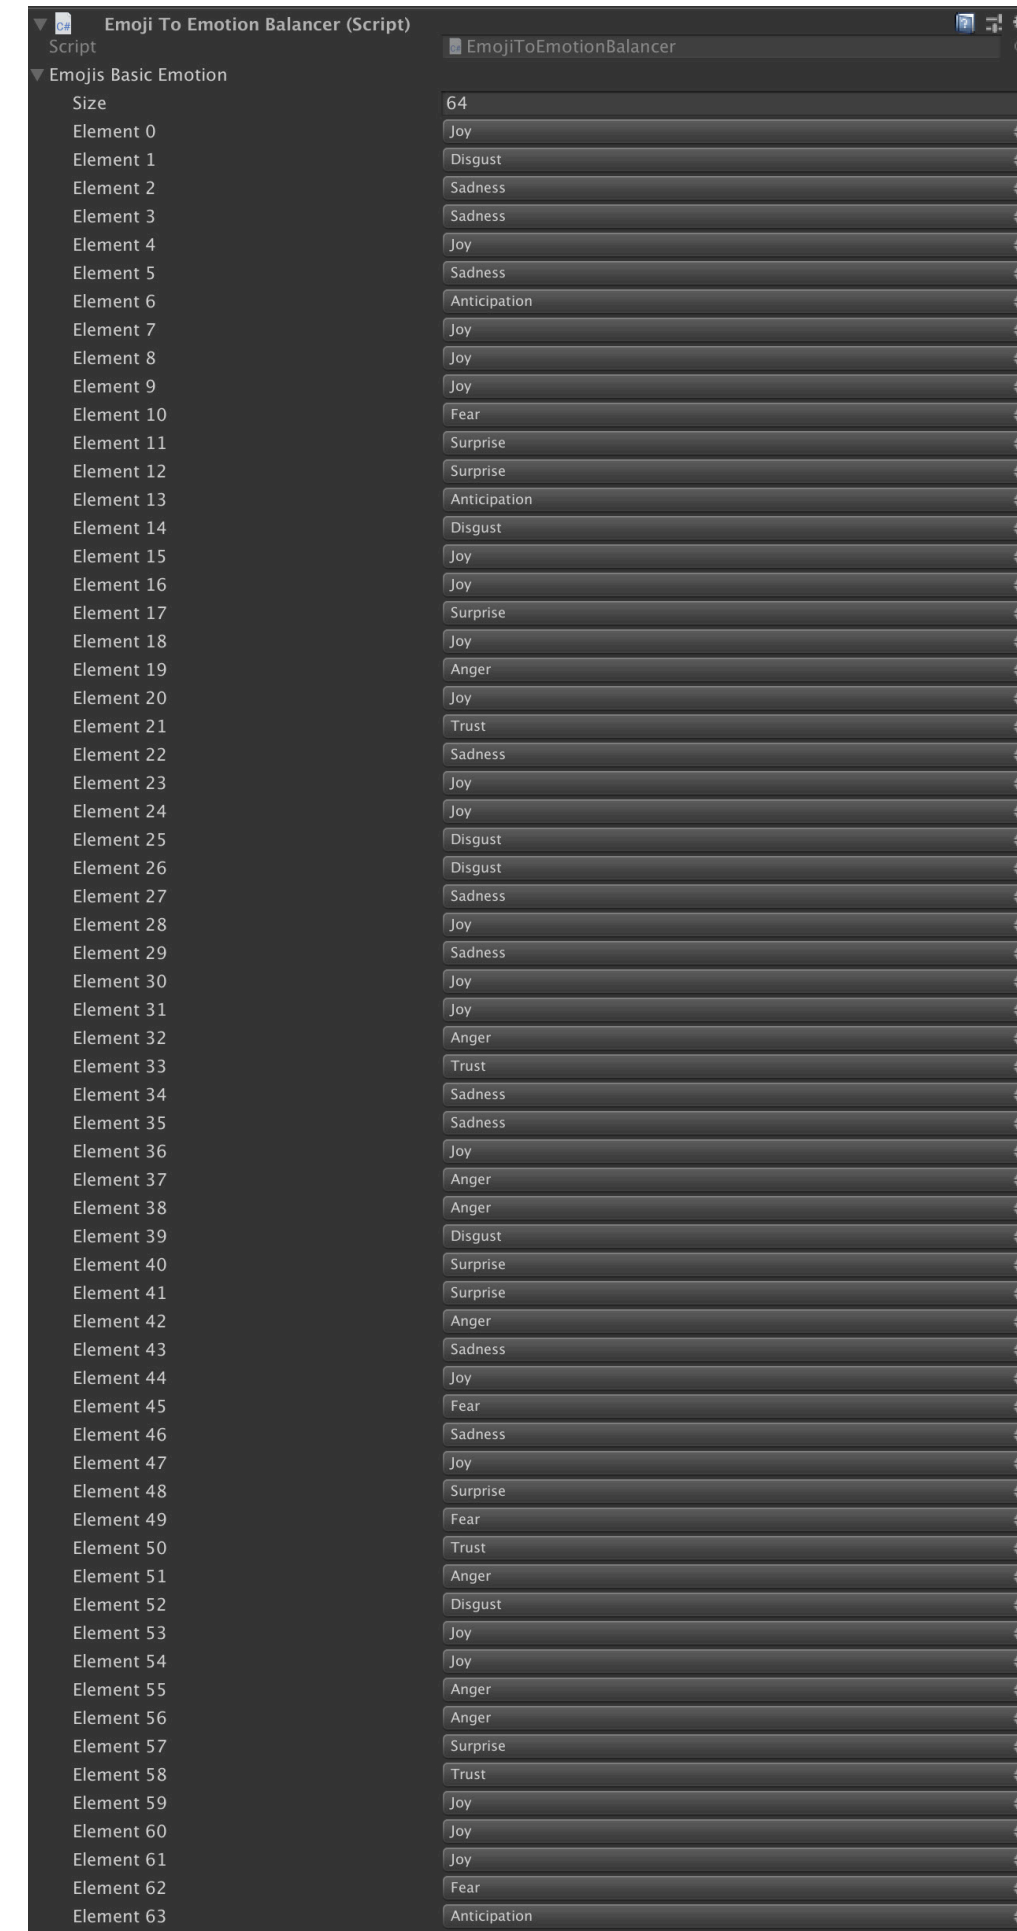 Emoji To Emotion Balancer (Script)
Script EmojiToEmotionBalancer
Emojis Basic Emotion
Size 64
Element 0 Joy
Element 1 Disgust
Element 2 Sadness
Element 3 Sadness
Element 4 Joy
Element 5 Sadness
Element 6 Anticipation
Element 7 Joy
Element 8 Joy
Element 9 Joy
Element 10 Fear
Element 11 Surprise
Element 12 Surprise
Element 13 Anticipation
Element 14 Disgust
Element 15 Joy
Element 16 Joy
Element 17 Surprise
Element 18 Joy
Element 19 Anger
Element 20 Joy
Element 21 Trust
Element 22 Sadness
Element 23 Joy
Element 24 Joy
Element 25 Disgust
Element 26 Disgust
Element 27 Sadness
Element 28 Joy
Element 29 Sadness
Element 30 Joy
Element 31 Joy
Element 32 Anger
Element 33 Trust
Element 34 Sadness
Element 35 Sadness
Element 36 Joy
Element 37 Anger
Element 38 Anger
Element 39 Disgust
Element 40 Surprise
Element 41 Surprise
Element 42 Anger
Element 43 Sadness
Element 44 Joy
Element 45 Fear
Element 46 Sadness
Element 47 Joy
Element 48 Surprise
Element 49 Fear
Element 50 Trust
Element 51 Anger
Element 52 Disgust
Element 53 Joy
Element 54 Joy
Element 55 Anger
Element 56 Anger
Element 57 Surprise
Element 58 Trust
Element 59 Joy
Element 60 Joy
Element 61 Joy
Element 62 Fear
Element 63 Anticipation